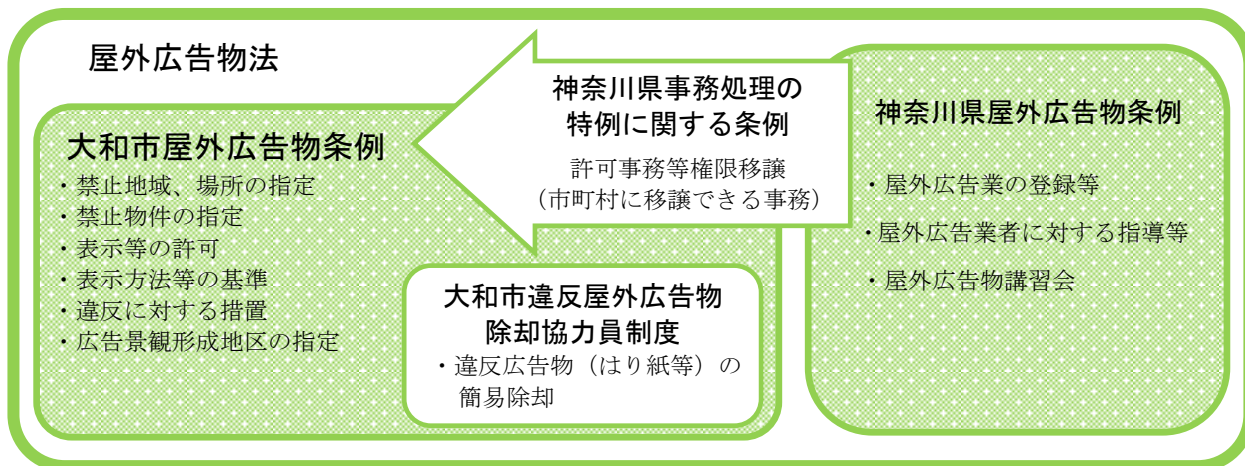 屋外広告物法
大和市屋外広告物条例
・禁止地域、場所の指定
・禁止物件の指定
・表示等の許可
・表示方法等の基準
・違反に対する措置
・広告景観形成地区の指定
神奈川県事務処理の
特例に関する条例
許可事務等権限移譲
（市町村に移譲できる事務）
大和市違反屋外広告物
除却協力員制度
・違反広告物（はり紙等）の
簡易除却
神奈川県屋外広告物条例
・屋外広告業の登録等
・屋外広告業者に対する指導等
・屋外広告物講習会